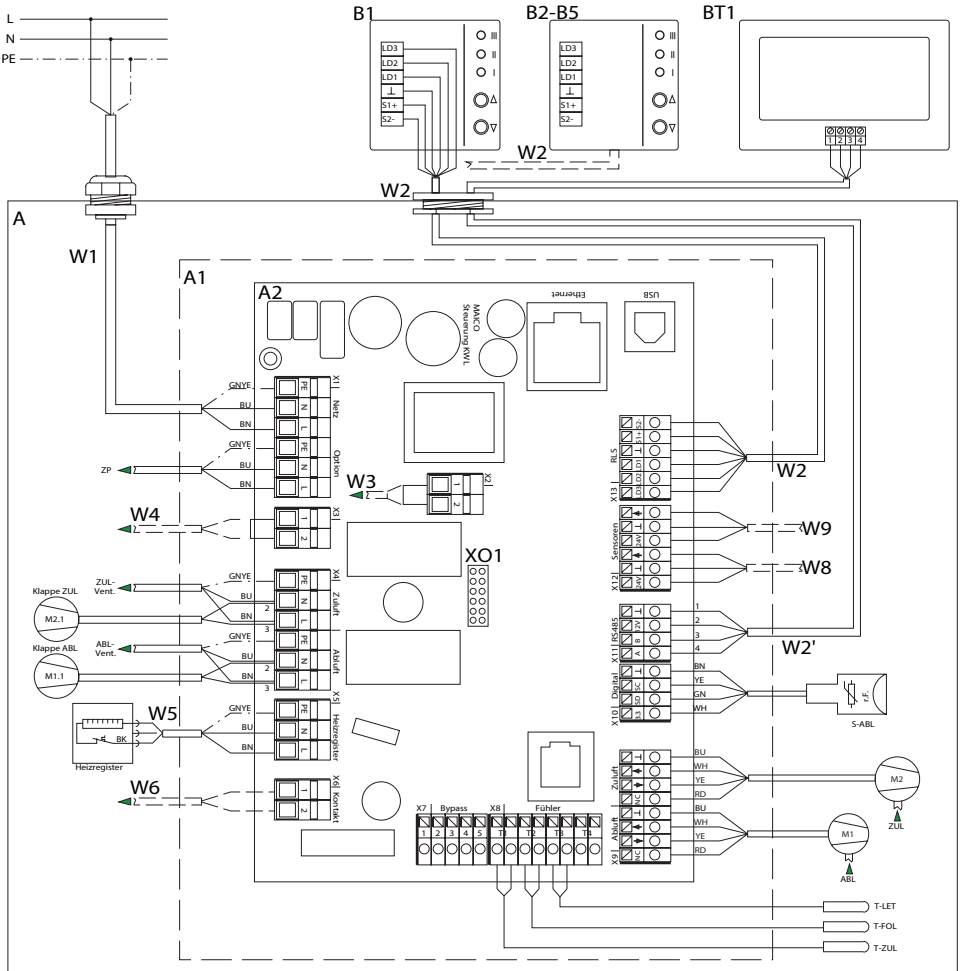 L
N
PE
B1
LD3
LD2
LD1
⊥
S1+
S2-
III
II
I
B2-B5
LD3
LD2
LD1
⊥
S1+
S2-
III
II
I
BT1
1 2 3 4
W2
W2
A
W1
A1
A2
MAICO
Steuerung KWL
Ethernet
USB
GNYE
BU
BN
X1
PE
N
L
Netz
ZP
GNYE
BU
BN
PE
N
L
Option
W3
X2
1
2
W4
X3
1
2
XO1
ZUL-
Vent.
Klappe ZUL
M2.1
GNYE
BU
2
BN
3
X4
PE
N
L
Zuluft
ABL-
Vent.
Klappe ABL
M1.1
GNYE
BU
2
BN
3
PE
N
L
Abluft
W5
BK
Heizregister
GNYE
BU
BN
X5
PE
N
L
Heizregister
W6
X6
1
2
Kontakt
X7 Bypass
1 2 3 4 5
X8 Fühler
T1 T2 T3 T4
RLS
X13
S2-
S1+
⊥
LD1
LD2
LD3
W2
Sensoren
X12
⊥
24V
⊥
24V
W9
W8
RS485
X11
⊥
12V
B
A
1
2
3
4
W2'
Digital
X10
⊥
SC
SD
3.3
BN
YE
GN
WH
r.F.
S-ABL
Zuluft
⊥
NC
BU
WH
YE
RD
M2
ZUL
Abluft
X9
⊥
NC
BU
WH
YE
RD
M1
ABL
T-LET
T-FOL
T-ZUL